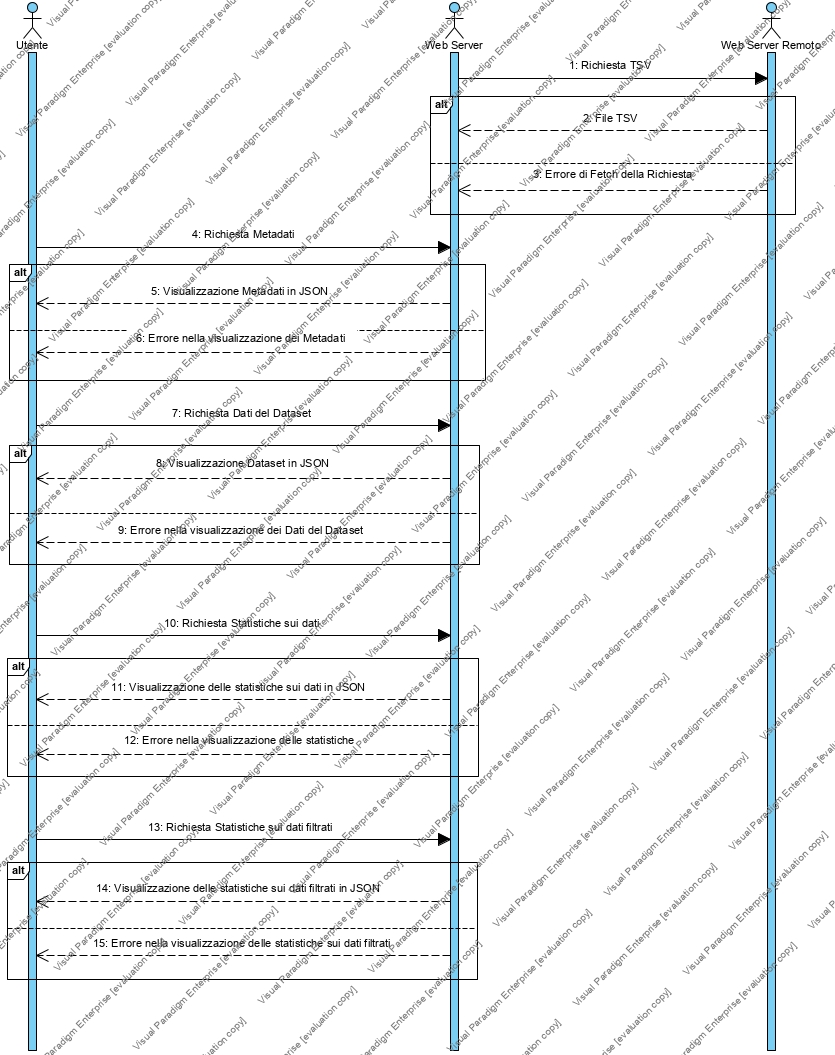 Utente
Web Server
Web Server Remoto
1: Richiesta TSV
alt
2: File TSV
3: Errore di Fetch della Richiesta
4: Richiesta Metadati
alt
5: Visualizzazione Metadati in JSON
6: Errore nella visualizzazione dei Metadati
7: Richiesta Dati del Dataset
alt
8: Visualizzazione Dataset in JSON
9: Errore nella visualizzazione dei Dati del Dataset
10: Richiesta Statistiche sui dati
alt
11: Visualizzazione delle statistiche sui dati in JSON
12: Errore nella visualizzazione delle statistiche
13: Richiesta Statistiche sui dati filtrati
alt
14: Visualizzazione delle statistiche sui dati filtrati in JSON
15: Errore nella visualizzazione delle statistiche sui dati filtrati
Visual Paradigm Enterprise [evaluation copy]